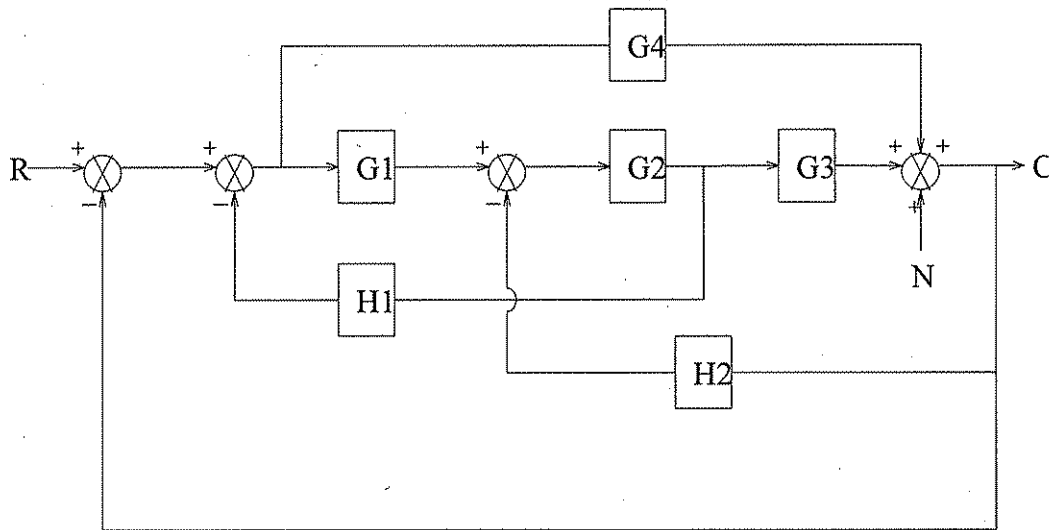 G4
+ + + + +
R G1 G2 G3 C
− − − +
N
H1
H2